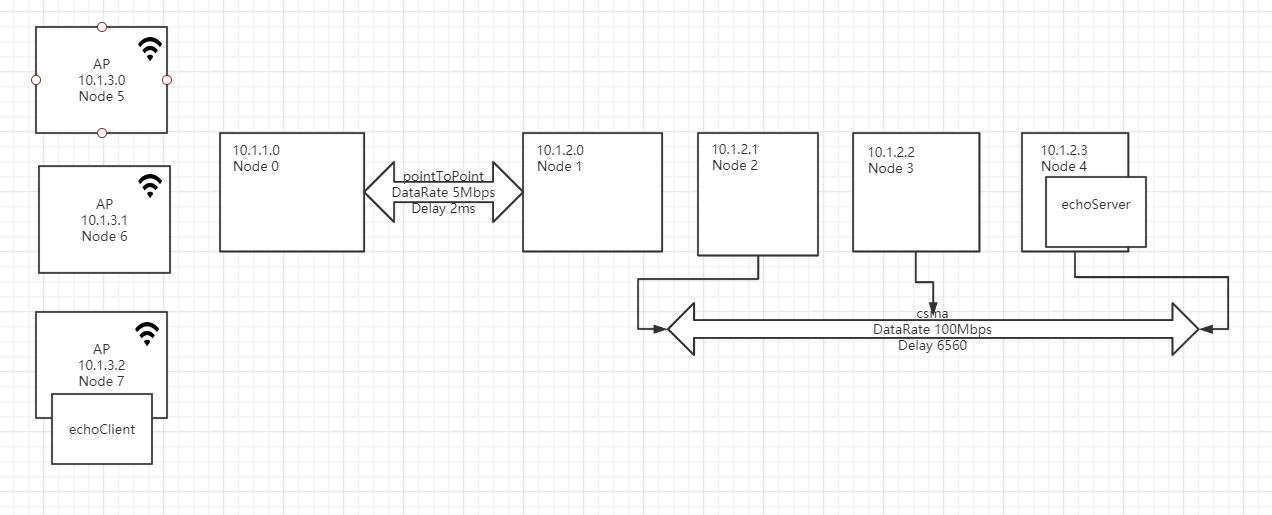 AP
10.1.3.0
Node 5
AP
10.1.3.1
Node 6
AP
10.1.3.2
Node 7
echoClient
10.1.1.0
Node 0
pointToPoint
DataRate 5Mbps
Delay 2ms
10.1.2.0
Node 1
10.1.2.1
Node 2
10.1.2.2
Node 3
10.1.2.3
Node 4
echoServer
csma
DataRate 100Mbps
Delay 6560